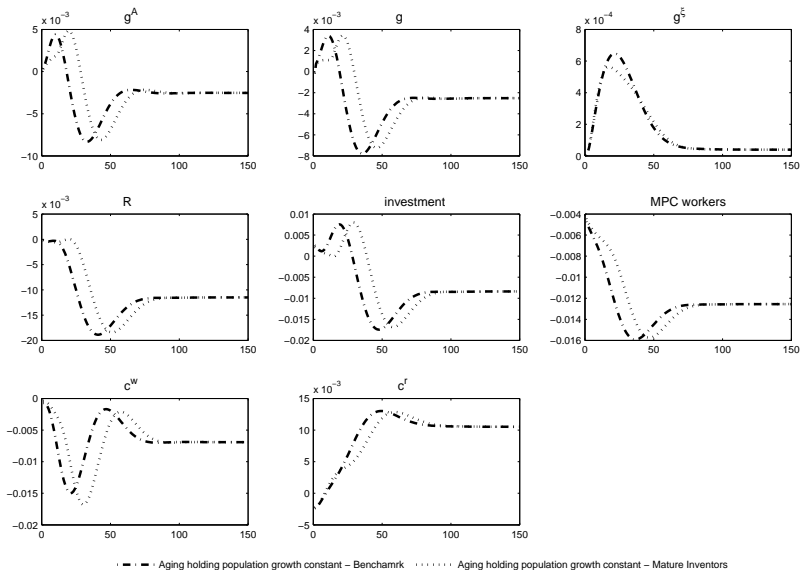 g^A
x 10^−3
5
0
−5
−10
0 50 100 150
g
x 10^−3
4
2
0
−2
−4
−6
−8
0 50 100 150
g^ξ
x 10^−4
8
6
4
2
0
0 50 100 150
R
x 10^−3
5
0
−5
−10
−15
−20
0 50 100 150
investment
0.01
0.005
0
−0.005
−0.01
−0.015
−0.02
0 50 100 150
MPC workers
−0.004
−0.006
−0.008
−0.01
−0.012
−0.014
−0.016
0 50 100 150
c^w
0
−0.005
−0.01
−0.015
−0.02
0 50 100 150
c^r
x 10^−3
15
10
5
0
−5
0 50 100 150
Aging holding population growth constant − Benchamrk
Aging holding population growth constant − Mature Inventors